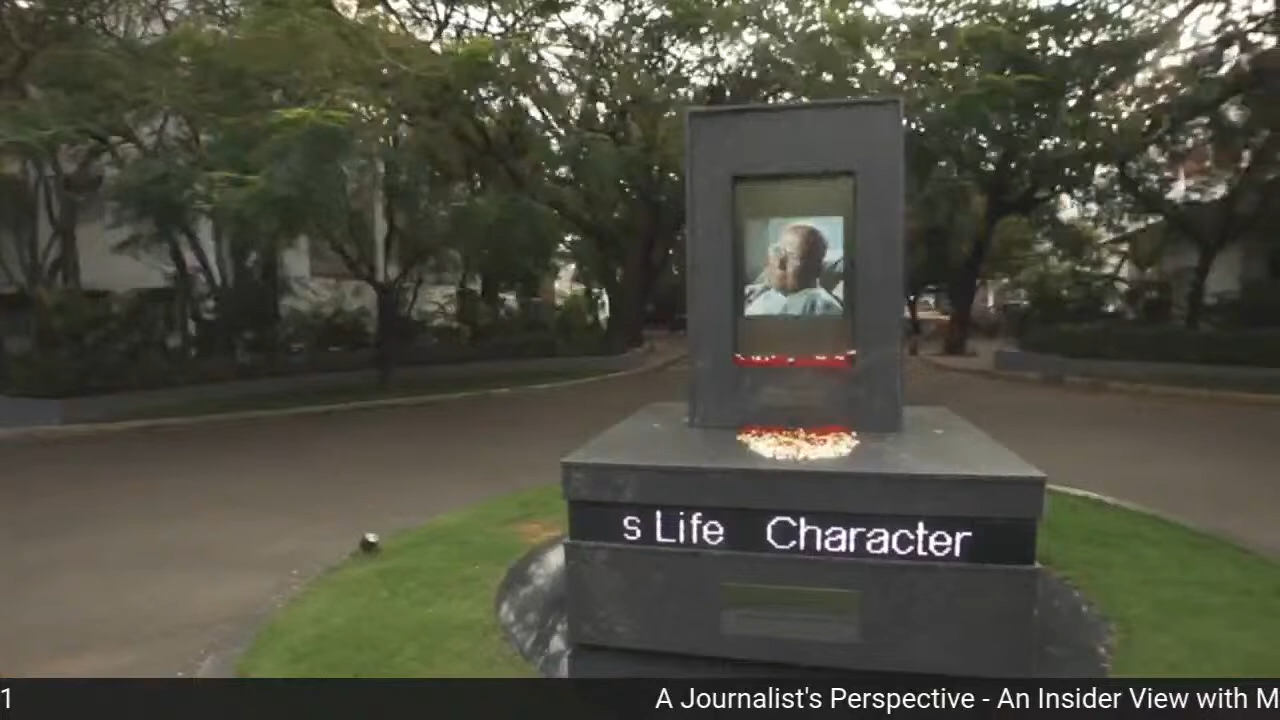 s Life Character
1 A Journalist's Perspective - An Insider View with M